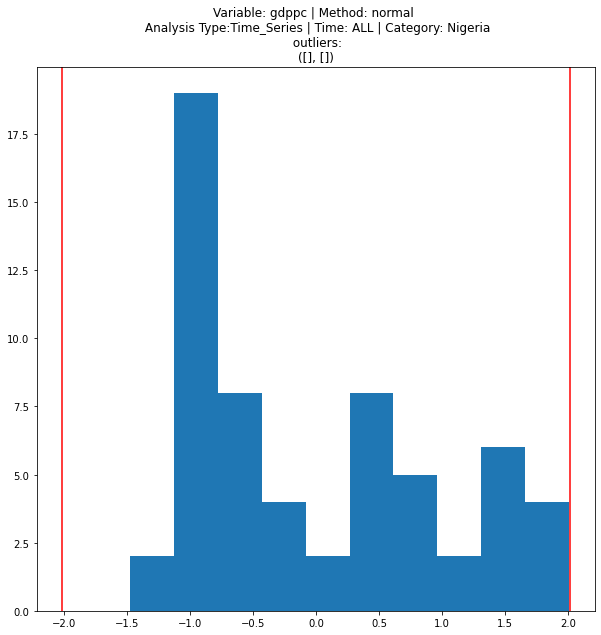 Variable: gdppc | Method: normal
Analysis Type:Time_Series | Time: ALL | Category: Nigeria
outliers:
([], [])
17.5
15.0
12.5
10.0
7.5
5.0
2.5
0.0
−2.0 −1.5 −1.0 −0.5 0.0 0.5 1.0 1.5 2.0